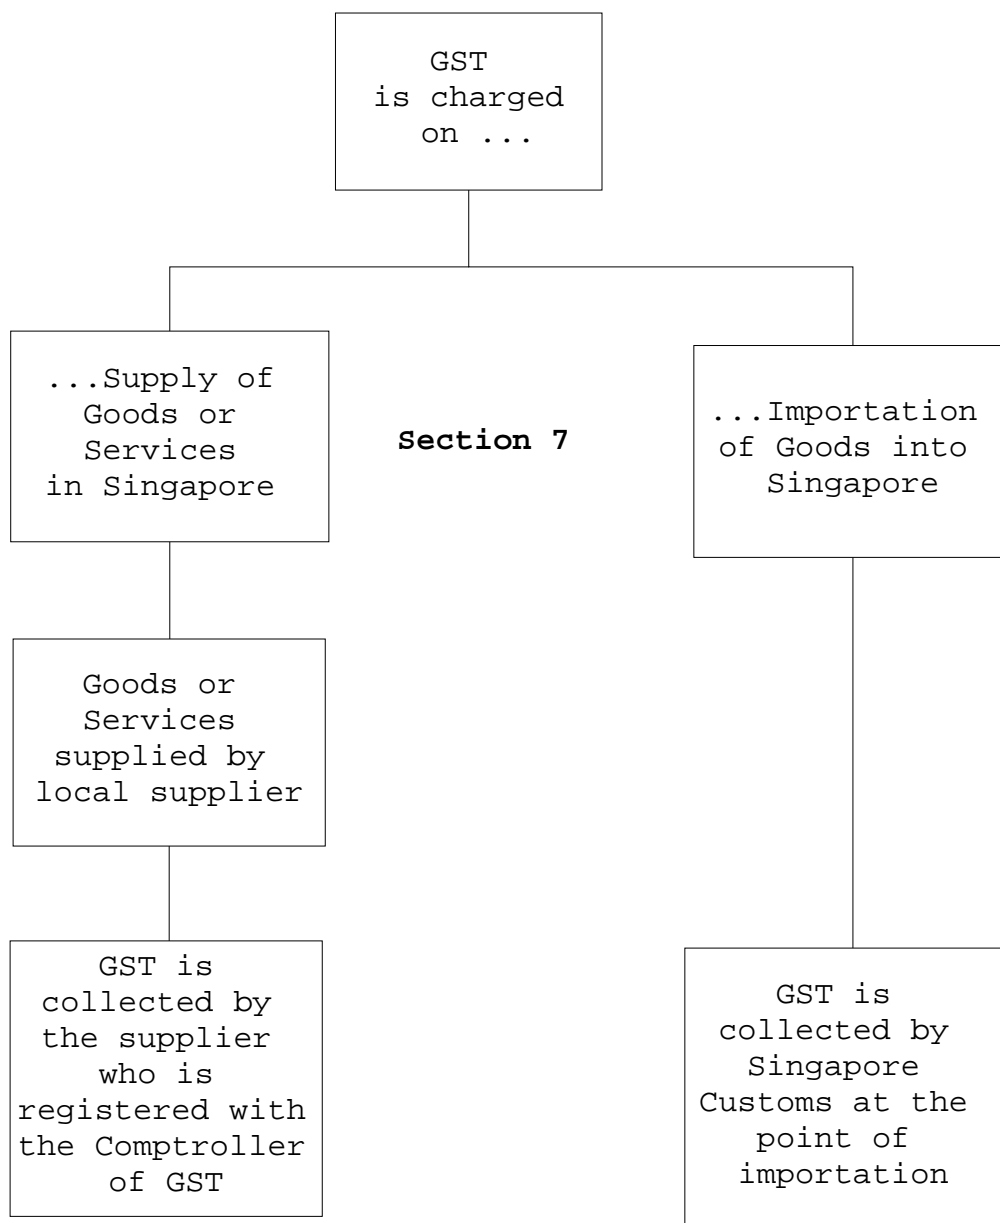 GST
is charged
on ...
...Supply of
Goods or
Services
in Singapore
Section 7
...Importation
of Goods into
Singapore
Goods or
Services
supplied by
local supplier
GST is
collected by
the supplier
who is
registered with
the Comptroller
of GST
GST is
collected by
Singapore
Customs at the
point of
importation